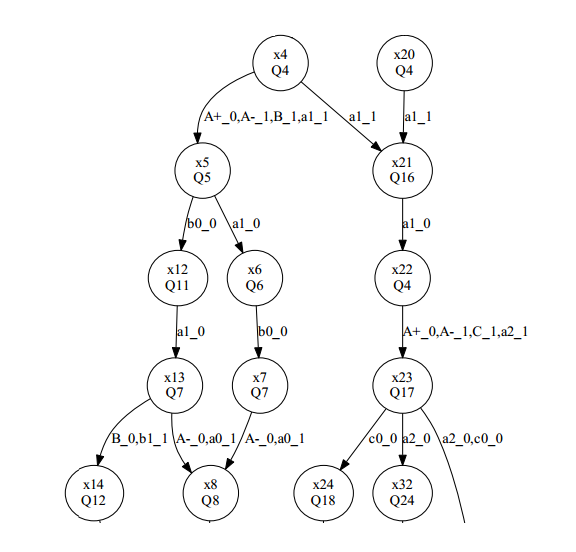 x4
Q4
x20
Q4
A+_0,A-_1,B_1,a1_1
a1_1
a1_1
x5
Q5
x21
Q16
b0_0
a1_0
a1_0
x12
Q11
x6
Q6
x22
Q4
a1_0
b0_0
A+_0,A-_1,C_1,a2_1
x13
Q7
x7
Q7
x23
Q17
B_0,b1_1
A-_0,a0_1
A-_0,a0_1
c0_0
a2_0
a2_0,c0_0
x14
Q12
x8
Q8
x24
Q18
x32
Q24